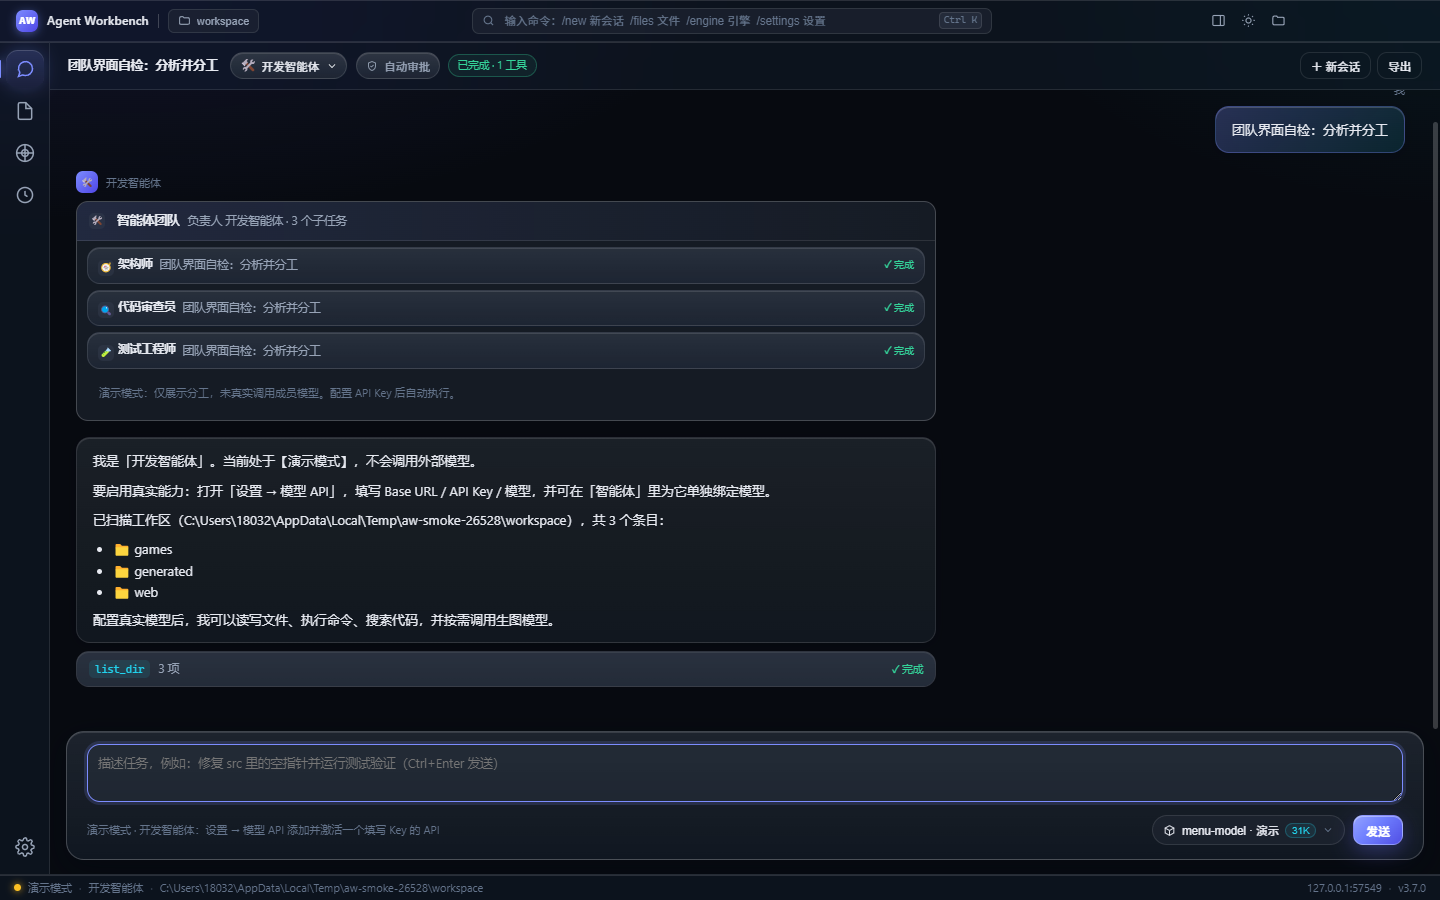 AW Agent Workbench workspace 输入命令：/new 新会话 /files 文件 /engine 引擎 /settings 设置 Ctrl K
团队界面自检：分析并分工 开发智能体 自动审批 已完成 · 1 工具 + 新会话 导出
我
团队界面自检：分析并分工
开发智能体
智能体团队 负责人 开发智能体 · 3 个子任务
架构师 团队界面自检：分析并分工 ✓ 完成
代码审查员 团队界面自检：分析并分工 ✓ 完成
测试工程师 团队界面自检：分析并分工 ✓ 完成
演示模式：仅展示分工，未真实调用成员模型。配置 API Key 后自动执行。
我是「开发智能体」。当前处于【演示模式】，不会调用外部模型。
要启用真实能力：打开「设置 → 模型 API」，填写 Base URL / API Key / 模型，并可在「智能体」里为它单独绑定模型。
已扫描工作区（C:\Users\18032\AppData\Local\Temp\aw-smoke-26528\workspace），共 3 个条目：
• games
• generated
• web
配置真实模型后，我可以读写文件、执行命令、搜索代码，并按需调用生图模型。
list_dir 3 项 ✓ 完成
描述任务，例如：修复 src 里的空指针并运行测试验证（Ctrl+Enter 发送）
演示模式 · 开发智能体：设置 → 模型 API 添加并激活一个填写 Key 的 API menu-model · 演示 31K 发送
演示模式 · 开发智能体 · C:\Users\18032\AppData\Local\Temp\aw-smoke-26528\workspace 127.0.0.1:57549 · v3.7.0